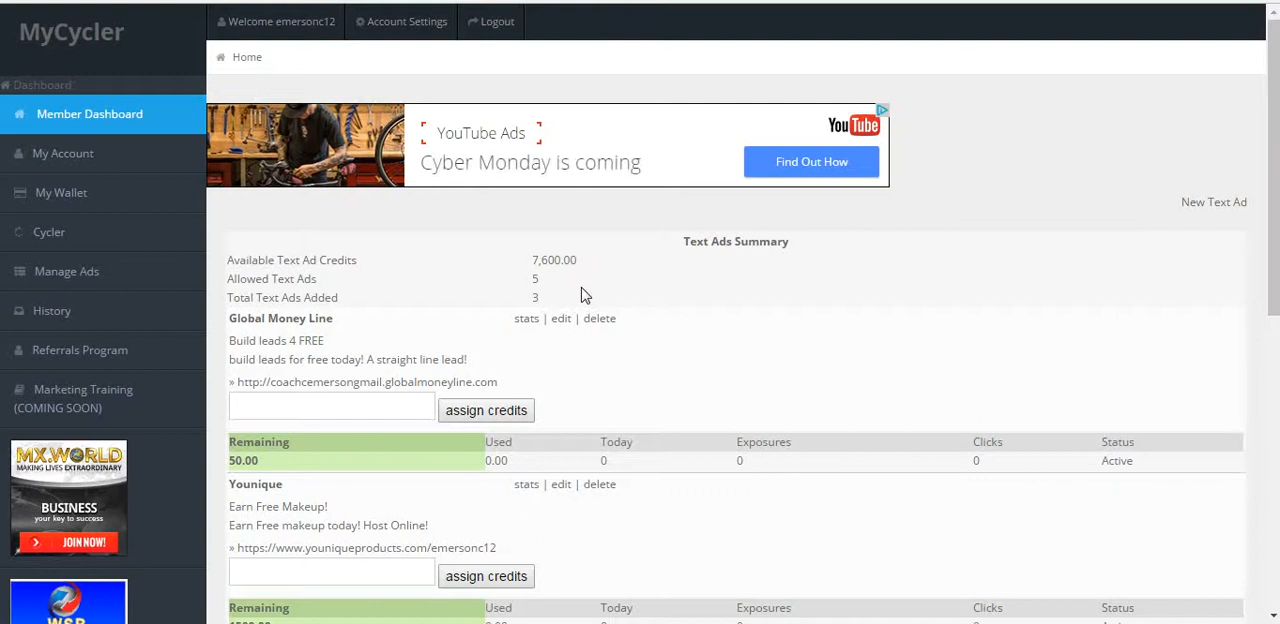 MyCycler
Welcome emersonc12 Account Settings Logout
Home
Dashboard
Member Dashboard
My Account
My Wallet
Cycler
Manage Ads
History
Referrals Program
Marketing Training
(COMING SOON)
MX.WORLD
MAKING LIVES EXTRAORDINARY
BUSINESS
your key to success
JOIN NOW!
WSP
YouTube Ads
Cyber Monday is coming
YouTube
Find Out How
New Text Ad
Text Ads Summary
Available Text Ad Credits 7,600.00
Allowed Text Ads 5
Total Text Ads Added 3
Global Money Line stats | edit | delete
Build leads 4 FREE
build leads for free today! A straight line lead!
» http://coachcemersongmail.globalmoneyline.com
assign credits
Remaining Used Today Exposures Clicks Status
50.00 0.00 0 0 0 Active
Younique stats | edit | delete
Earn Free Makeup!
Earn Free makeup today! Host Online!
» https://www.youniqueproducts.com/emersonc12
assign credits
Remaining Used Today Exposures Clicks Status